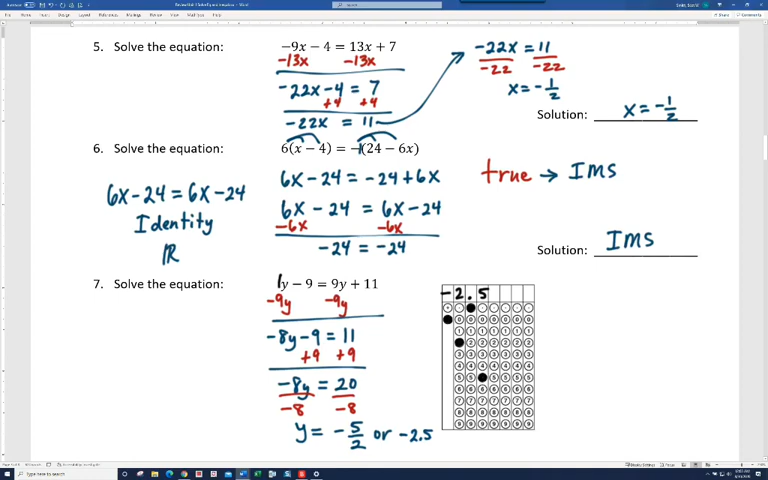 5. Solve the equation: −9x − 4 = 13x + 7
-13x -13x
-22x - 4 = 7
+4 +4
-22x = 11
-22x = 11
-22 -22
x = -1/2
Solution: x = -1/2
6. Solve the equation: 6(x − 4) = −1(24 − 6x)
6x - 24 = -24 + 6x
6x - 24 = 6x - 24
-6x -6x
-24 = -24
6x - 24 = 6x - 24
Identity
ℝ
true → IMS
Solution: IMS
7. Solve the equation: 1y − 9 = 9y + 11
-9y -9y
-8y - 9 = 11
+9 +9
-8y = 20
-8 -8
y = -5/2 or -2.5
-2.5
Type here to search